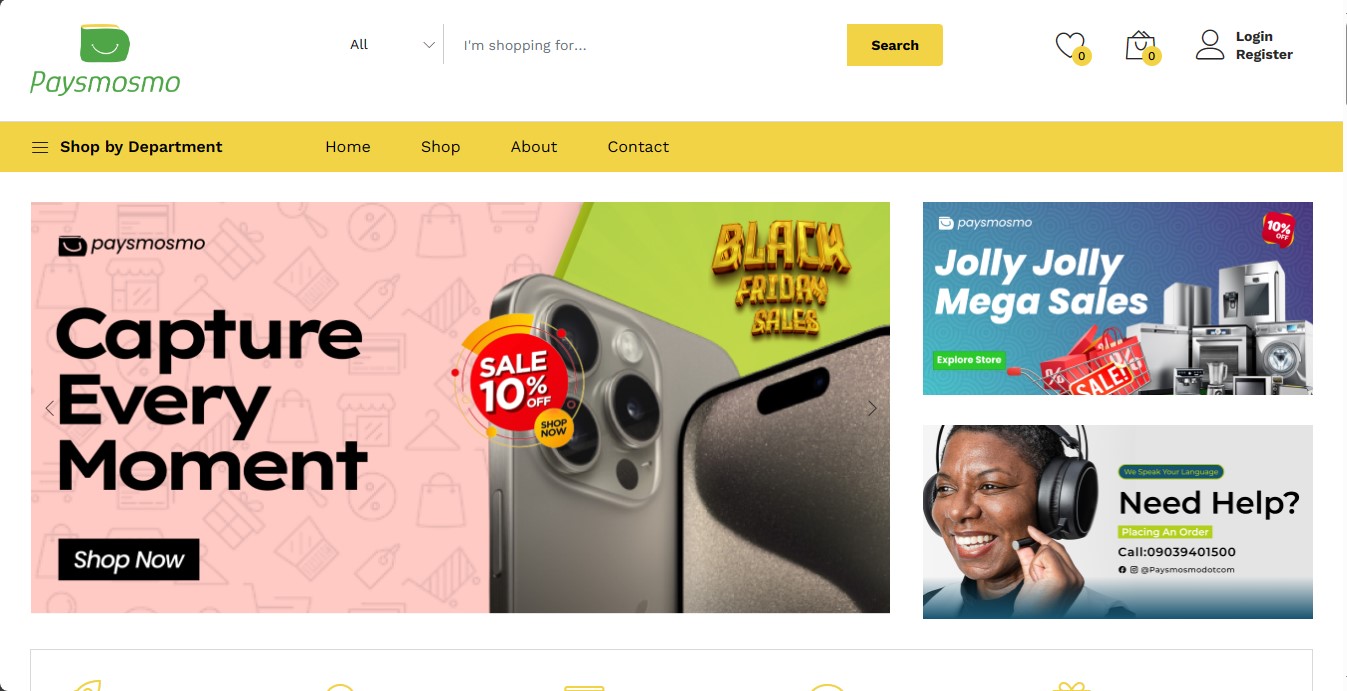 Paysmosmo
All
I'm shopping for...
Search
0
0
Login
Register
Shop by Department
Home
Shop
About
Contact
paysmosmo
Capture
Every
Moment
Shop Now
SALE
10%
OFF
SHOP
NOW
BLACK
FRIDAY
SALES
paysmosmo
10%
OFF
Jolly Jolly
Mega Sales
Explore Store
%
SALE!
We Speak Your Language
Need Help?
Placing An Order
Call:09039401500
@Paysmosmodotcom